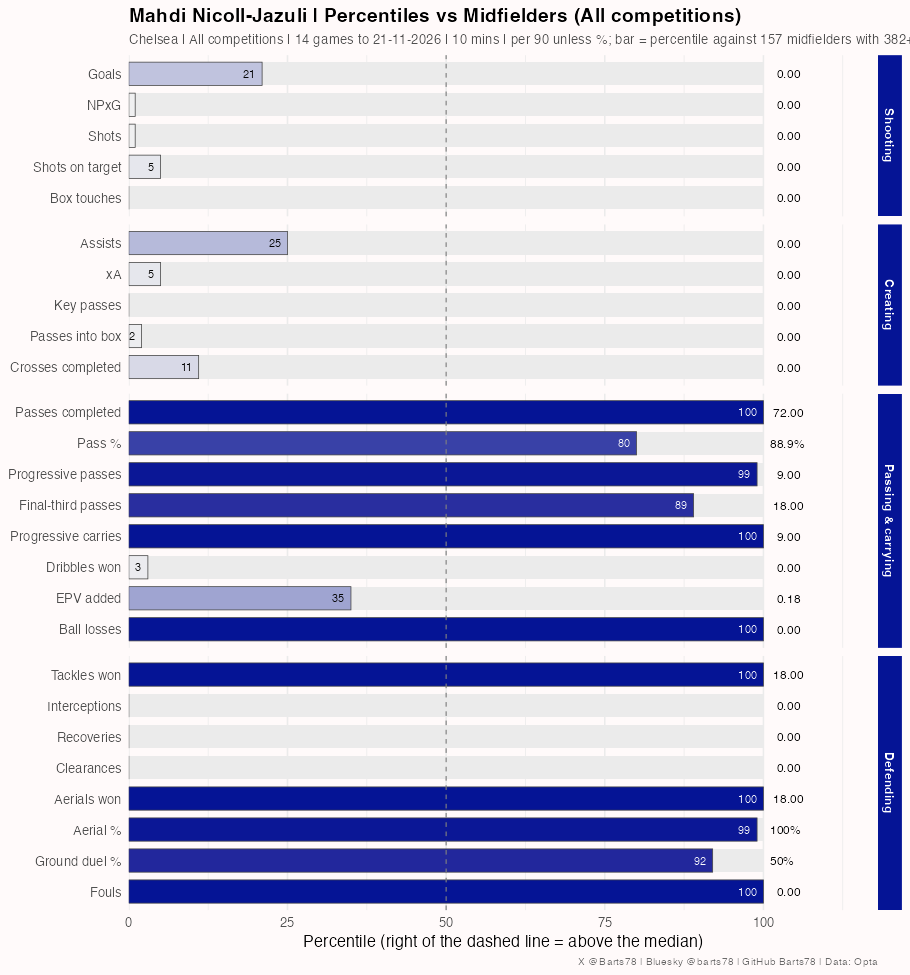 Mahdi Nicoll-Jazuli | Percentiles vs Midfielders (All competitions)
Chelsea | All competitions | 14 games to 21-11-2026 | 10 mins | per 90 unless %; bar = percentile against 157 midfielders with 382+
Goals 21 0.00
NPxG 0.00
Shots 0.00
Shots on target 5 0.00
Box touches 0.00
Shooting
Assists 25 0.00
xA 5 0.00
Key passes 0.00
Passes into box 2 0.00
Crosses completed 11 0.00
Creating
Passes completed 100 72.00
Pass % 80 88.9%
Progressive passes 99 9.00
Final-third passes 89 18.00
Progressive carries 100 9.00
Dribbles won 3 0.00
EPV added 35 0.18
Ball losses 100 0.00
Passing & carrying
Tackles won 100 18.00
Interceptions 0.00
Recoveries 0.00
Clearances 0.00
Aerials won 100 18.00
Aerial % 99 100%
Ground duel % 92 50%
Fouls 100 0.00
Defending
0 25 50 75 100
Percentile (right of the dashed line = above the median)
X @Barts78 | Bluesky @barts78 | GitHub Barts78 | Data: Opta